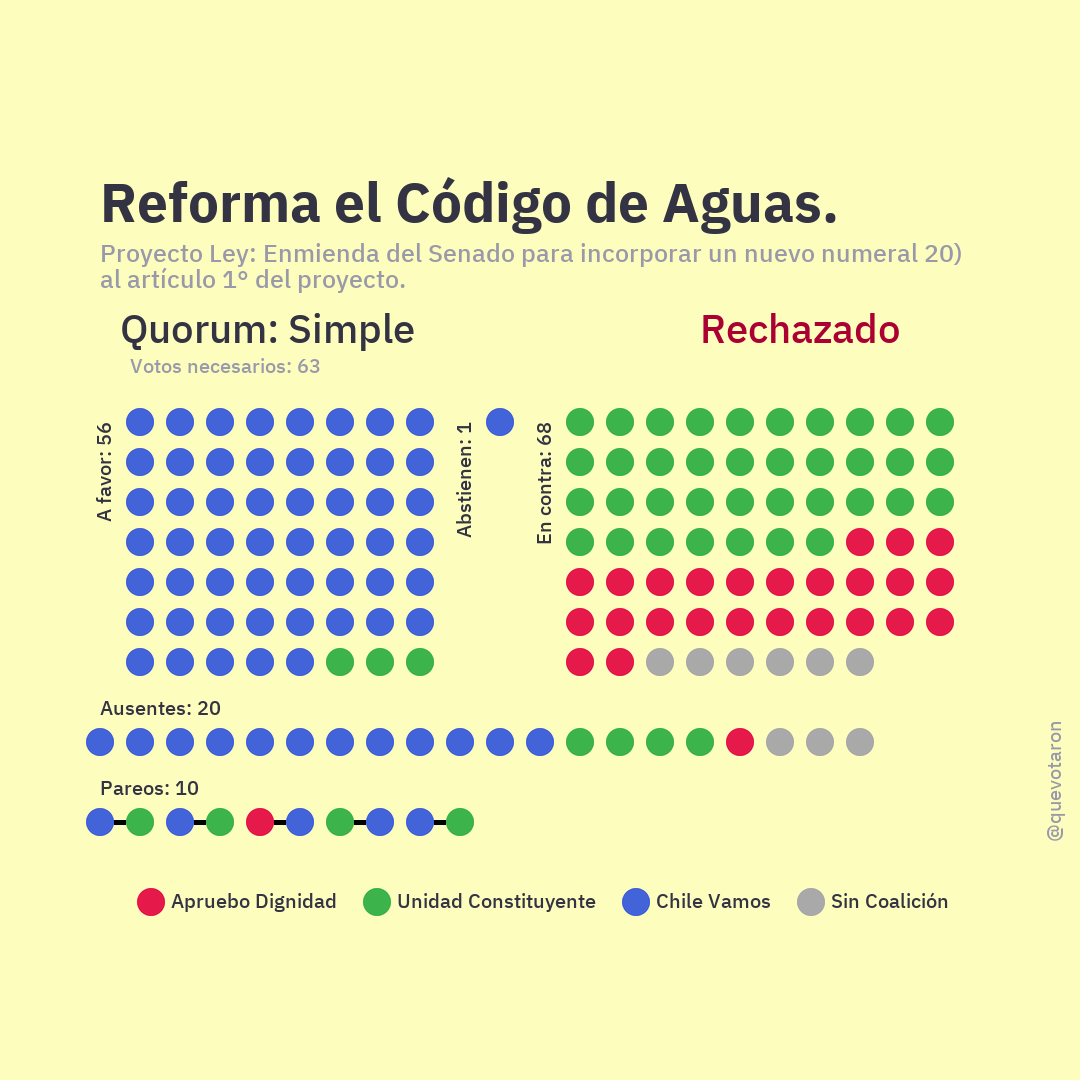 Reforma el Código de Aguas.
Proyecto Ley: Enmienda del Senado para incorporar un nuevo numeral 20)
al artículo 1° del proyecto.
Quorum: Simple
Rechazado
Votos necesarios: 63
A favor: 56
Abstienen: 1
En contra: 68
Ausentes: 20
Pareos: 10
@quevotaron
Apruebo Dignidad
Unidad Constituyente
Chile Vamos
Sin Coalición